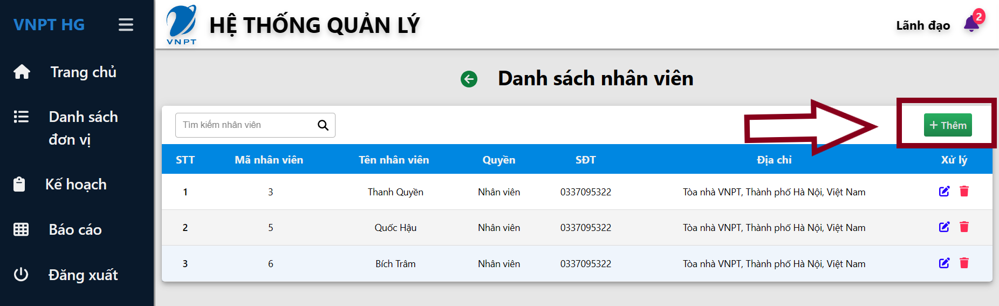 VNPT HG
Trang chủ
Danh sách
đơn vị
Kế hoạch
Báo cáo
Đăng xuất
VNPT
HỆ THỐNG QUẢN LÝ
Lãnh đạo
2
Danh sách nhân viên
Tìm kiếm nhân viên
+ Thêm
STT Mã nhân viên Tên nhân viên Quyền SĐT Địa chỉ Xử lý
1 3 Thanh Quyền Nhân viên 0337095322 Tòa nhà VNPT, Thành phố Hà Nội, Việt Nam
2 5 Quốc Hậu Nhân viên 0337095322 Tòa nhà VNPT, Thành phố Hà Nội, Việt Nam
3 6 Bích Trâm Nhân viên 0337095322 Tòa nhà VNPT, Thành phố Hà Nội, Việt Nam